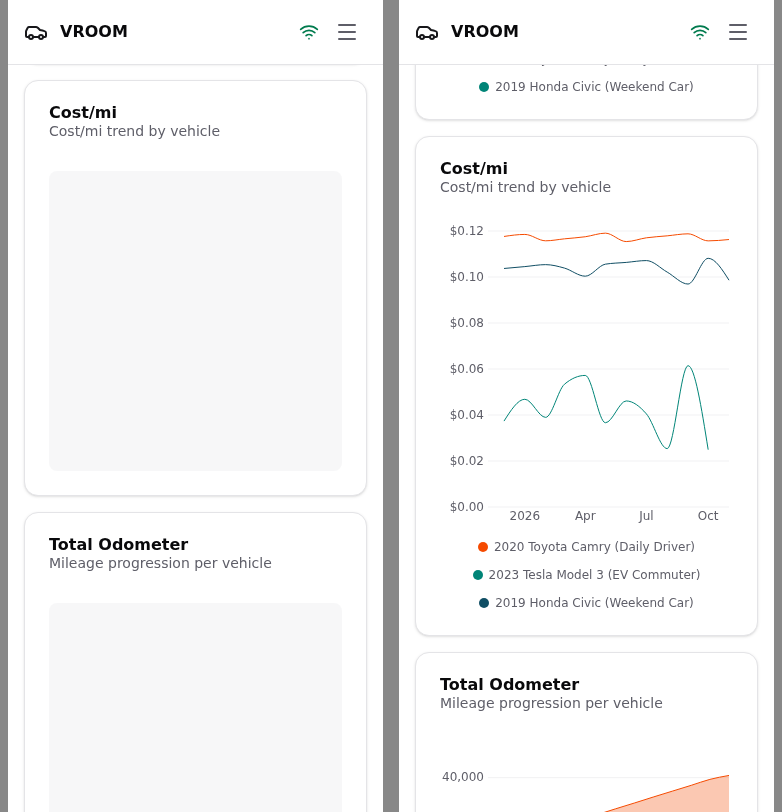 VROOM
Cost/mi
Cost/mi trend by vehicle
Total Odometer
Mileage progression per vehicle
VROOM
2019 Honda Civic (Weekend Car)
Cost/mi
Cost/mi trend by vehicle
$0.12
$0.10
$0.08
$0.06
$0.04
$0.02
$0.00
2026 Apr Jul Oct
2020 Toyota Camry (Daily Driver)
2023 Tesla Model 3 (EV Commuter)
2019 Honda Civic (Weekend Car)
Total Odometer
Mileage progression per vehicle
40,000